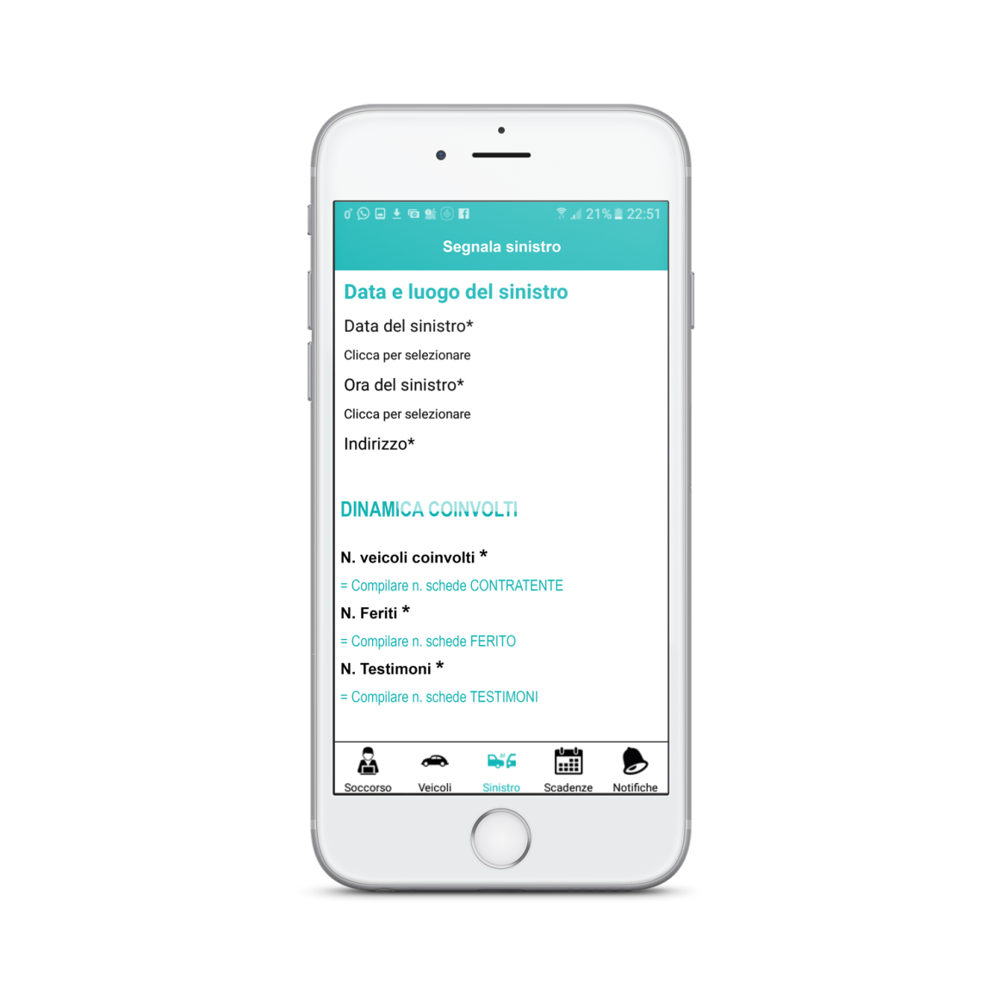 21% 22:51
Segnala sinistro
Data e luogo del sinistro
Data del sinistro*
Clicca per selezionare
Ora del sinistro*
Clicca per selezionare
Indirizzo*
DINAMICA COINVOLTI
N. veicoli coinvolti *
= Compilare n. schede CONTRATENTE
N. Feriti *
= Compilare n. schede FERITO
N. Testimoni *
= Compilare n. schede TESTIMONI
Soccorso Veicoli Sinistro Scadenze Notifiche